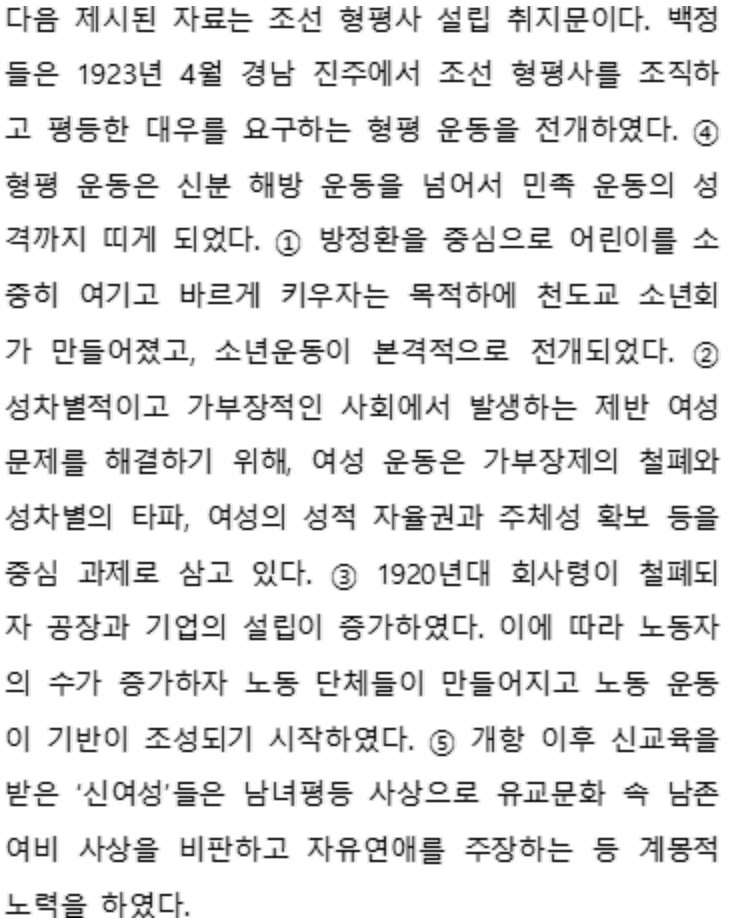 다음 제시된 자료는 조선 형평사 설립 취지문이다. 백정
들은 1923년 4월 경남 진주에서 조선 형평사를 조직하
고 평등한 대우를 요구하는 형평 운동을 전개하였다. ④
형평 운동은 신분 해방 운동을 넘어서 민족 운동의 성
격까지 띠게 되었다. ① 방정환을 중심으로 어린이를 소
중히 여기고 바르게 키우자는 목적하에 천도교 소년회
가 만들어졌고, 소년운동이 본격적으로 전개되었다. ②
성차별적이고 가부장적인 사회에서 발생하는 제반 여성
문제를 해결하기 위해, 여성 운동은 가부장제의 철폐와
성차별의 타파, 여성의 성적 자율권과 주체성 확보 등을
중심 과제로 삼고 있다. ③ 1920년대 회사령이 철폐되
자 공장과 기업의 설립이 증가하였다. 이에 따라 노동자
의 수가 증가하자 노동 단체들이 만들어지고 노동 운동
이 기반이 조성되기 시작하였다. ⑤ 개항 이후 신교육을
받은 '신여성'들은 남녀평등 사상으로 유교문화 속 남존
여비 사상을 비판하고 자유연애를 주장하는 등 계몽적
노력을 하였다.